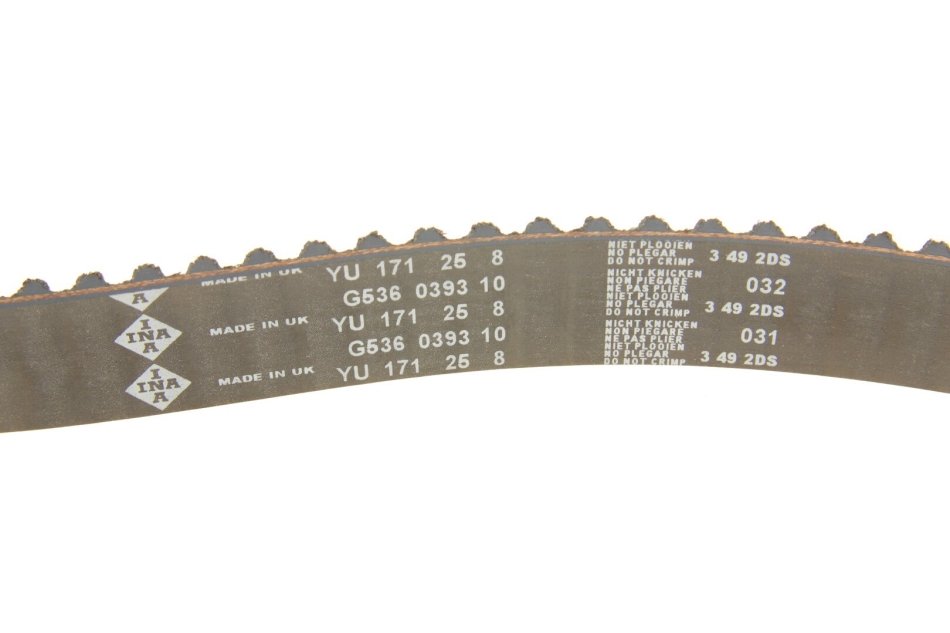 A
MADE IN UK YU 171 25 8
NIET PLOOIEN
NO PLEGAR
DO NOT CRIMP
3 49 2DS
G536 0393 10
NICHT KNICKEN
NON PIEGARE
NE PAS PLIER
032
I
INA
A
MADE IN UK YU 171 25 8
NIET PLOOIEN
NO PLEGAR
DO NOT CRIMP
3 49 2DS
G536 0393 10
NICHT KNICKEN
NON PIEGARE
NE PAS PLIER
031
I
INA
A
MADE IN UK YU 171 25 8
NIET PLOOIEN
NO PLEGAR
DO NOT CRIMP
3 49 2DS